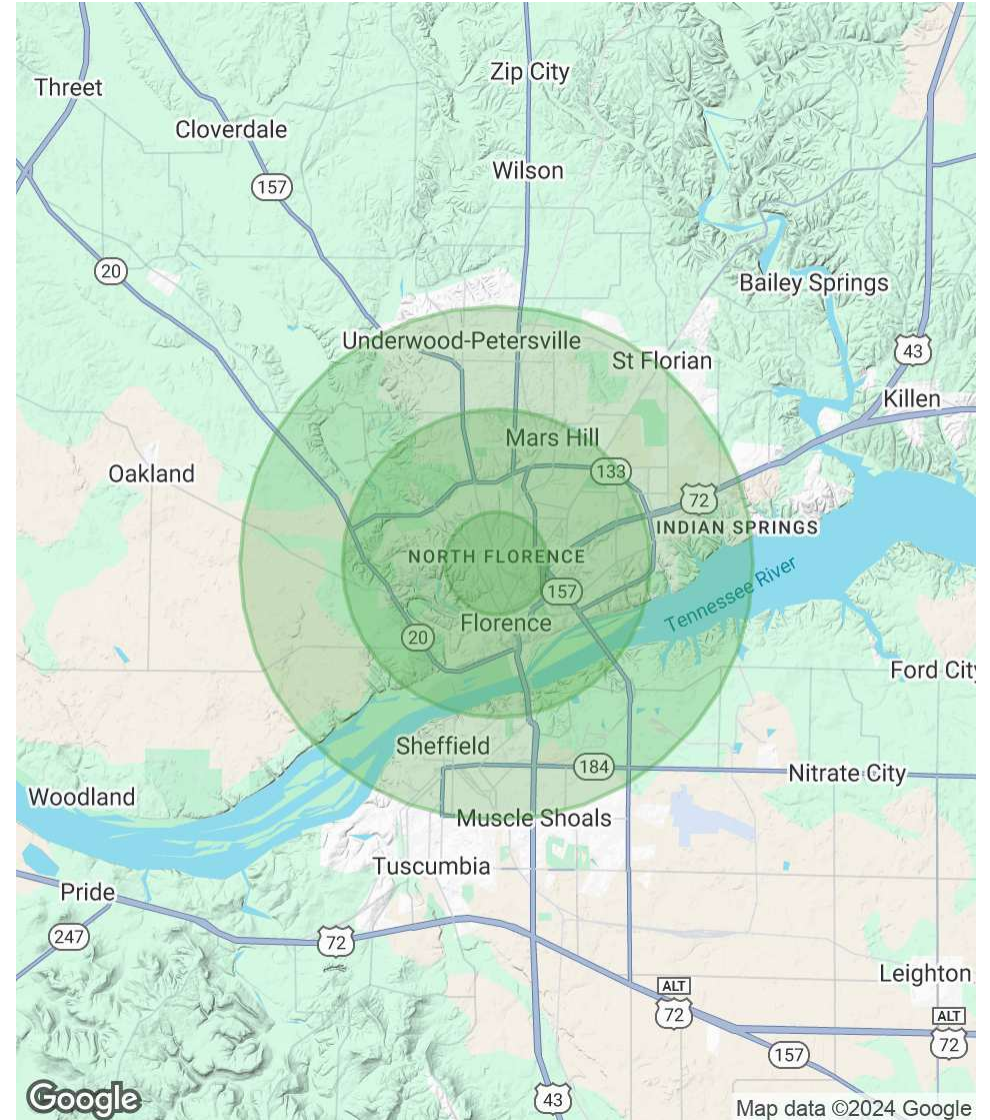 Zip City
Threet
Cloverdale
Wilson
157
20
Bailey Springs
Underwood-Petersville
St Florian
43
Killen
Mars Hill
Oakland
133
72
INDIAN SPRINGS
NORTH FLORENCE
157
Tennessee River
Florence
20
Ford City
Sheffield
184
Nitrate City
Woodland
Muscle Shoals
Tuscumbia
Pride
247
72
Leighton
ALT
72
ALT
72
157
43
Google
Map data ©2024 Google